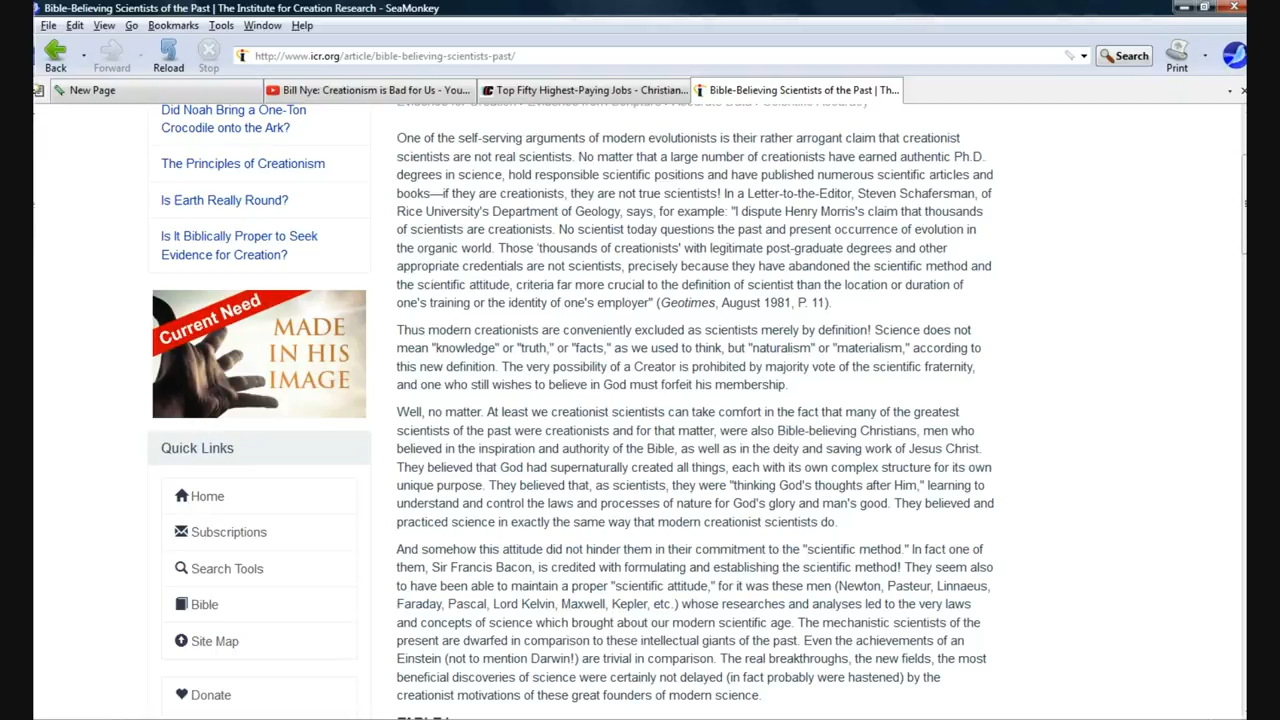 Bible-Believing Scientists of the Past | The Institute for Creation Research - SeaMonkey
File Edit View Go Bookmarks Tools Window Help
http://www.icr.org/article/bible-believing-scientists-past/
Search
Back Forward Reload Stop
Print
New Page
Bill Nye: Creationism is Bad for Us - You...
Top Fifty Highest-Paying Jobs - Christian...
Bible-Believing Scientists of the Past | Th...
Did Noah Bring a One-Ton
Crocodile onto the Ark?
The Principles of Creationism
Is Earth Really Round?
Is It Biblically Proper to Seek
Evidence for Creation?
Current Need
MADE
IN HIS
IMAGE
Quick Links
Home
Subscriptions
Search Tools
Bible
Site Map
Donate
One of the self-serving arguments of modern evolutionists is their rather arrogant claim that creationist
scientists are not real scientists. No matter that a large number of creationists have earned authentic Ph.D.
degrees in science, hold responsible scientific positions and have published numerous scientific articles and
books—if they are creationists, they are not true scientists! In a Letter-to-the-Editor, Steven Schafersman, of
Rice University's Department of Geology, says, for example: "I dispute Henry Morris's claim that thousands
of scientists are creationists. No scientist today questions the past and present occurrence of evolution in
the organic world. Those 'thousands of creationists' with legitimate post-graduate degrees and other
appropriate credentials are not scientists, precisely because they have abandoned the scientific method and
the scientific attitude, criteria far more crucial to the definition of scientist than the location or duration of
one's training or the identity of one's employer" (Geotimes, August 1981, P. 11).
Thus modern creationists are conveniently excluded as scientists merely by definition! Science does not
mean "knowledge" or "truth," or "facts," as we used to think, but "naturalism" or "materialism," according to
this new definition. The very possibility of a Creator is prohibited by majority vote of the scientific fraternity,
and one who still wishes to believe in God must forfeit his membership.
Well, no matter. At least we creationist scientists can take comfort in the fact that many of the greatest
scientists of the past were creationists and for that matter, were also Bible-believing Christians, men who
believed in the inspiration and authority of the Bible, as well as in the deity and saving work of Jesus Christ.
They believed that God had supernaturally created all things, each with its own complex structure for its own
unique purpose. They believed that, as scientists, they were "thinking God's thoughts after Him," learning to
understand and control the laws and processes of nature for God's glory and man's good. They believed and
practiced science in exactly the same way that modern creationist scientists do.
And somehow this attitude did not hinder them in their commitment to the "scientific method." In fact one of
them, Sir Francis Bacon, is credited with formulating and establishing the scientific method! They seem also
to have been able to maintain a proper "scientific attitude," for it was these men (Newton, Pasteur, Linnaeus,
Faraday, Pascal, Lord Kelvin, Maxwell, Kepler, etc.) whose researches and analyses led to the very laws
and concepts of science which brought about our modern scientific age. The mechanistic scientists of the
present are dwarfed in comparison to these intellectual giants of the past. Even the achievements of an
Einstein (not to mention Darwin!) are trivial in comparison. The real breakthroughs, the new fields, the most
beneficial discoveries of science were certainly not delayed (in fact probably were hastened) by the
creationist motivations of these great founders of modern science.